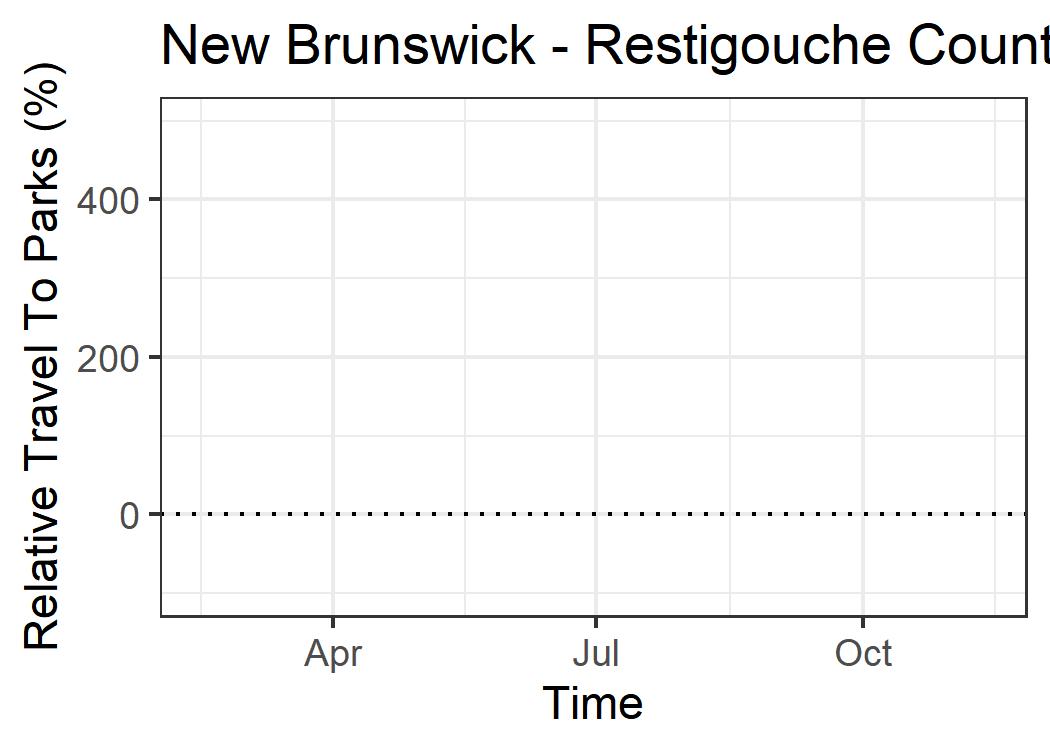 New Brunswick - Restigouche Count
Relative Travel To Parks (%)
400
200
0
Apr
Jul
Oct
Time